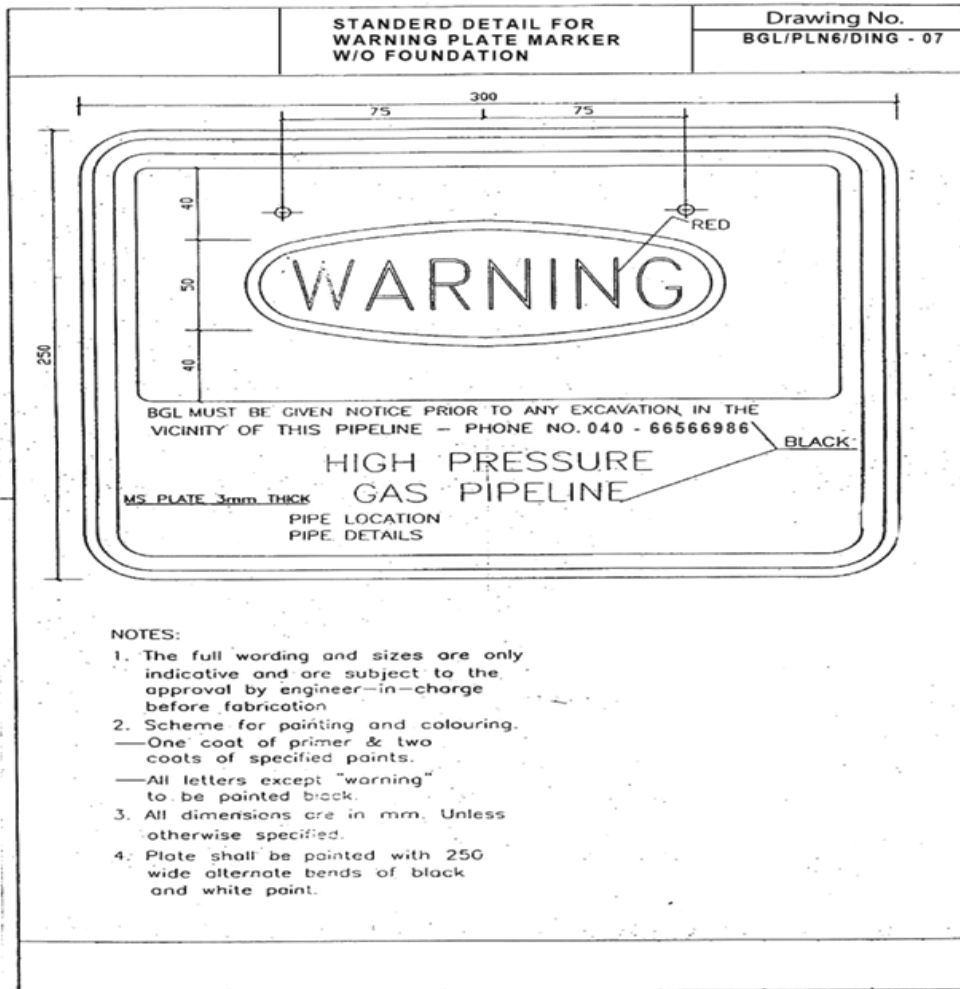 STANDERD DETAIL FOR
WARNING PLATE MARKER
W/O FOUNDATION
Drawing No.
BGL/PLN6/DING - 07
300
75
75
40
RED
WARNING
50
250
40
BGL MUST BE GIVEN NOTICE PRIOR TO ANY EXCAVATION, IN THE
VICINITY OF THIS PIPELINE – PHONE NO. 040 - 66566986
BLACK
HIGH PRESSURE
GAS PIPELINE
MS PLATE 3mm THICK
PIPE LOCATION
PIPE DETAILS
NOTES:
1. The full wording and sizes are only
indicative and are subject to the
approval by engineer-in-charge
before fabrication
2. Scheme for painting and colouring.
—One coat of primer & two
coats of specified paints.
—All letters except "warning"
to be painted black.
3. All dimensions are in mm. Unless
otherwise specified.
4. Plate shall be painted with 250
wide alternate bends of black
and white paint.